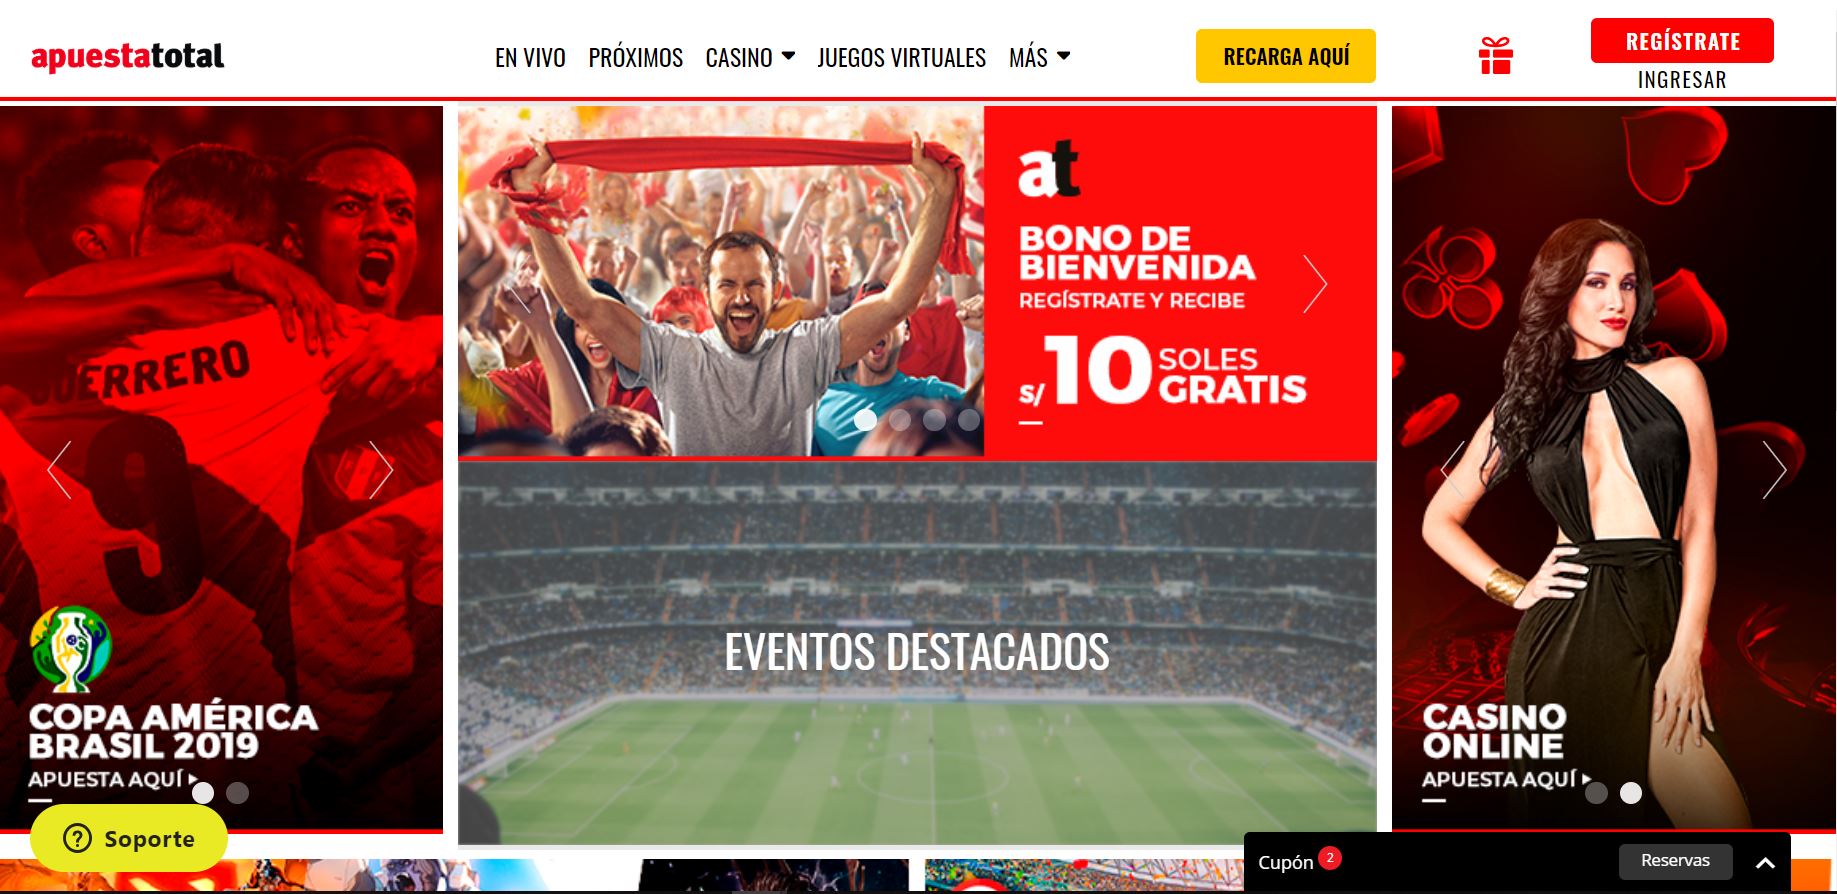 apuestatotal
EN VIVO PRÓXIMOS CASINO JUEGOS VIRTUALES MÁS
RECARGA AQUÍ
REGÍSTRATE
INGRESAR
GUERRERO
9
COPA AMÉRICA
BRASIL 2019
APUESTA AQUÍ
at
BONO DE
BIENVENIDA
REGÍSTRATE Y RECIBE
S/ 10 SOLES
GRATIS
EVENTOS DESTACADOS
CASINO
ONLINE
APUESTA AQUÍ
Soporte
Cupón 2
Reservas